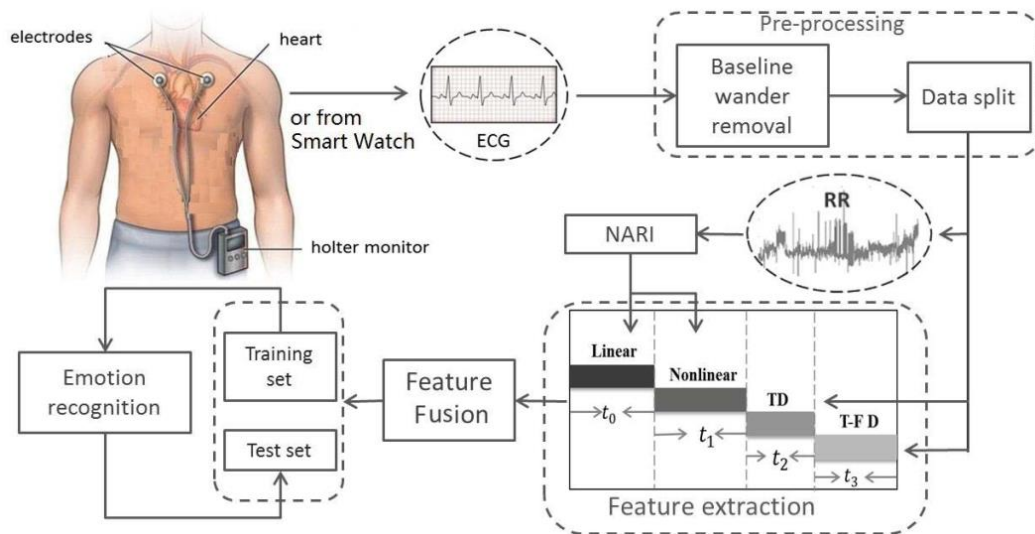 electrodes
heart
or from
Smart Watch
holter monitor
ECG
Pre-processing
Baseline
wander
removal
Data split
RR
NARI
Linear
Nonlinear
TD
T-F D
t₀
t₁
t₂
t₃
Feature extraction
Feature
Fusion
Training
set
Test set
Emotion
recognition